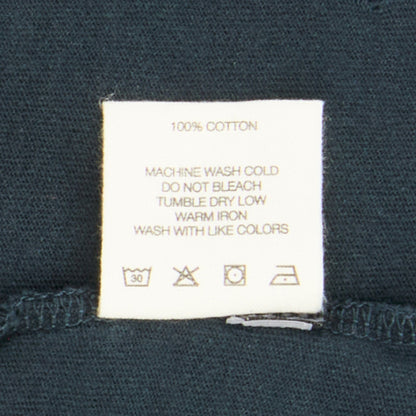 100% COTTON
MACHINE WASH COLD
DO NOT BLEACH
TUMBLE DRY LOW
WARM IRON
WASH WITH LIKE COLORS
30